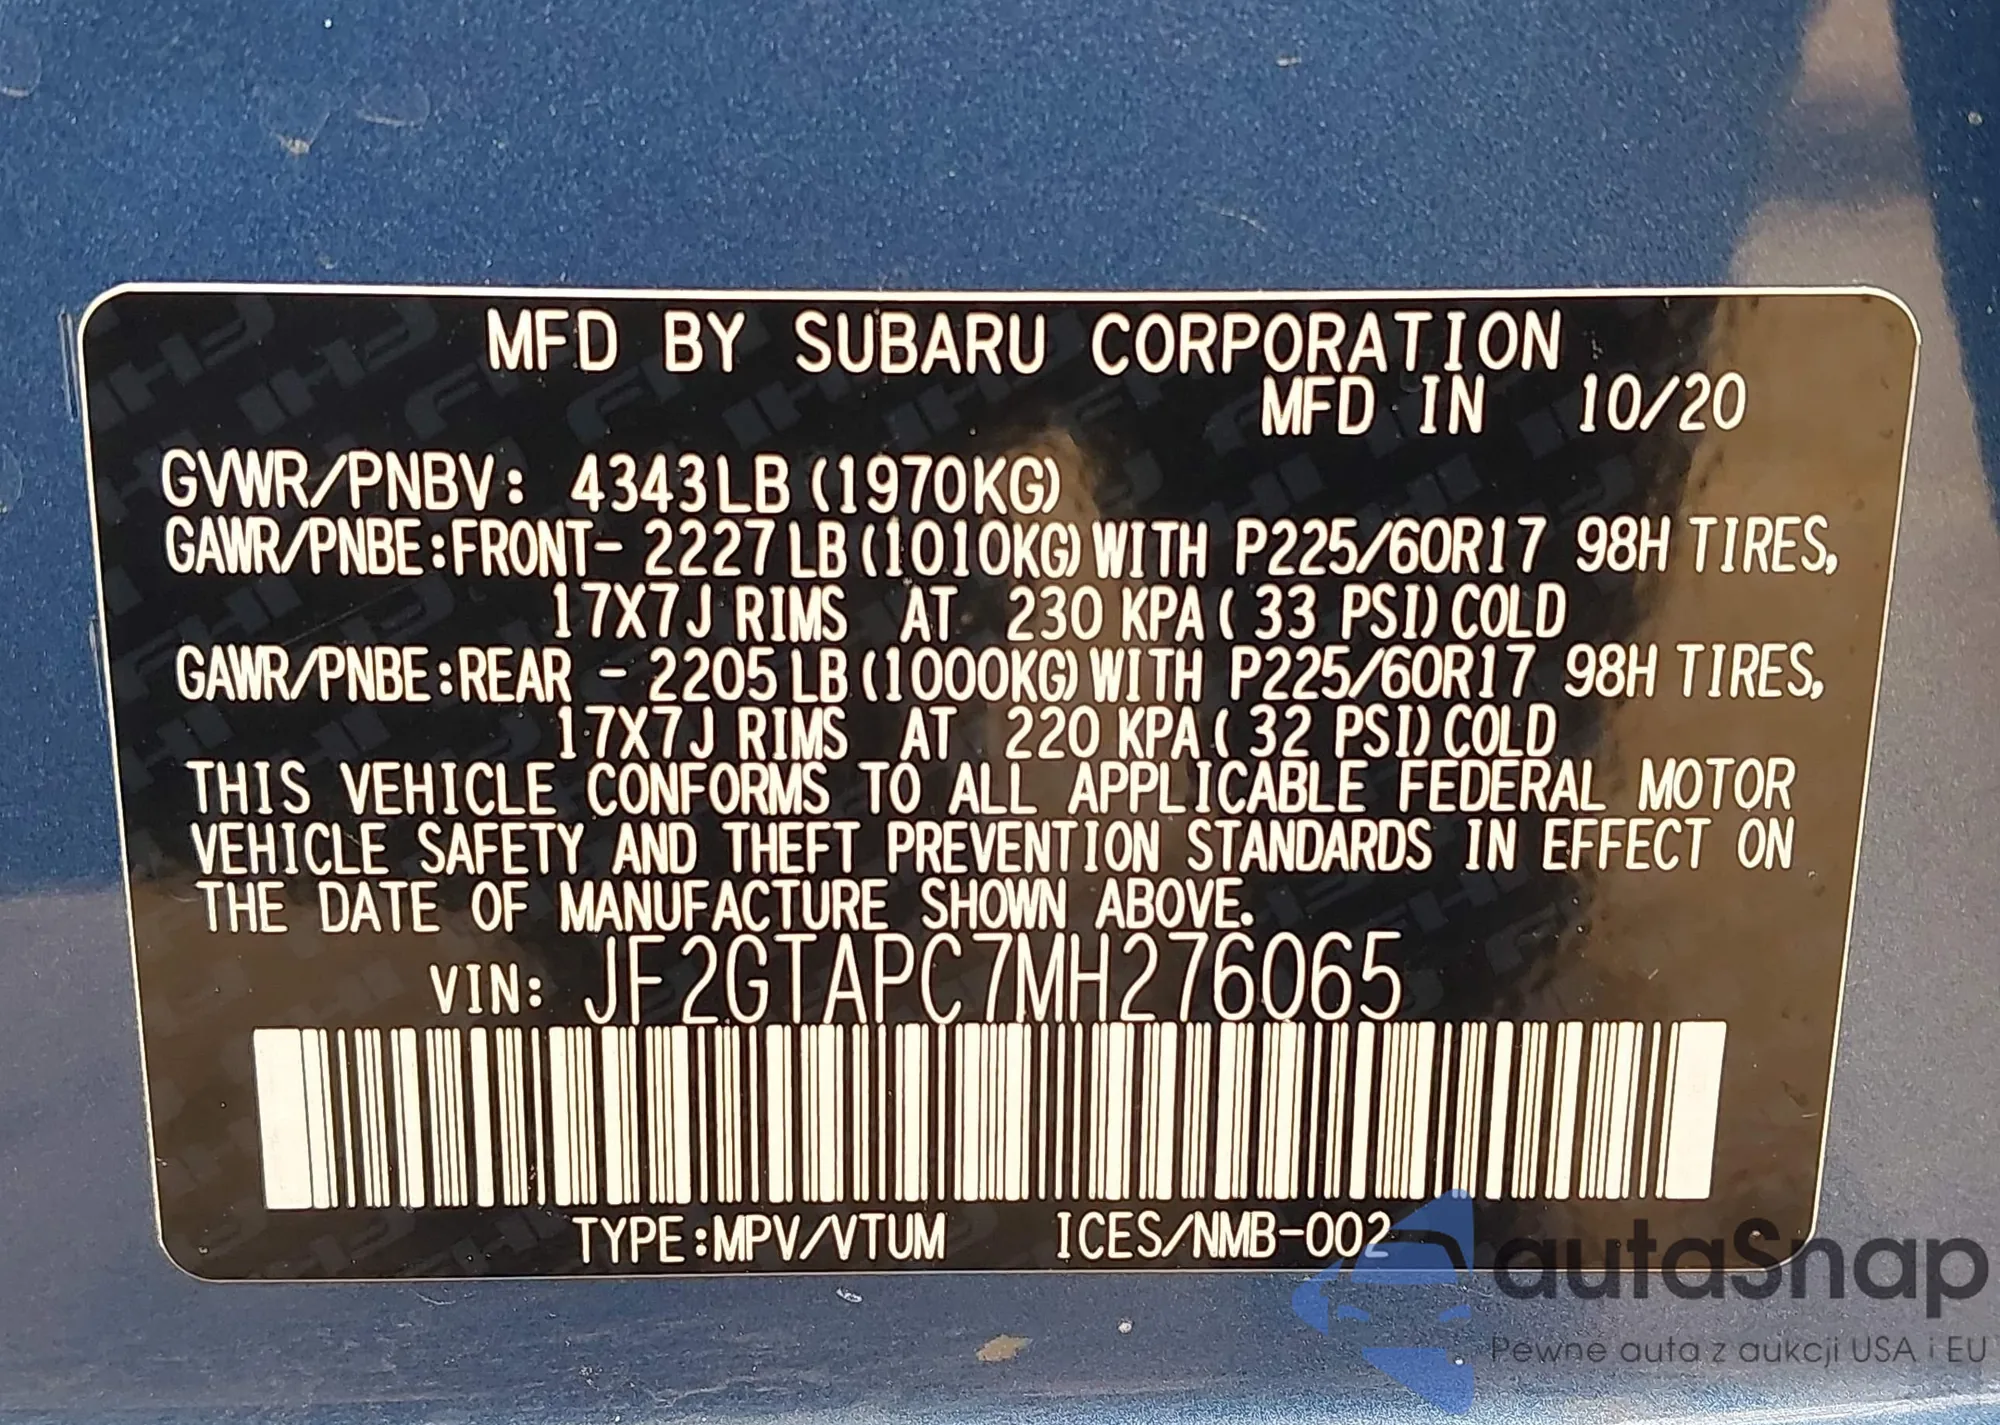 MFD BY SUBARU CORPORATION
MFD IN 10/20
GVWR/PNBV: 4343LB (1970KG)
GAWR/PNBE:FRONT- 2227LB (1010KG) WITH P225/60R17 98H TIRES,
17X7J RIMS AT 230 KPA ( 33 PSI) COLD
GAWR/PNBE:REAR - 2205LB (1000KG) WITH P225/60R17 98H TIRES,
17X7J RIMS AT 220 KPA ( 32 PSI) COLD
THIS VEHICLE CONFORMS TO ALL APPLICABLE FEDERAL MOTOR
VEHICLE SAFETY AND THEFT PREVENTION STANDARDS IN EFFECT ON
THE DATE OF MANUFACTURE SHOWN ABOVE.
VIN: JF2GTAPC7MH276065
TYPE:MPV/VTUM ICES/NMB-002
autaSnap
Pewne auta z aukcji USA i EU